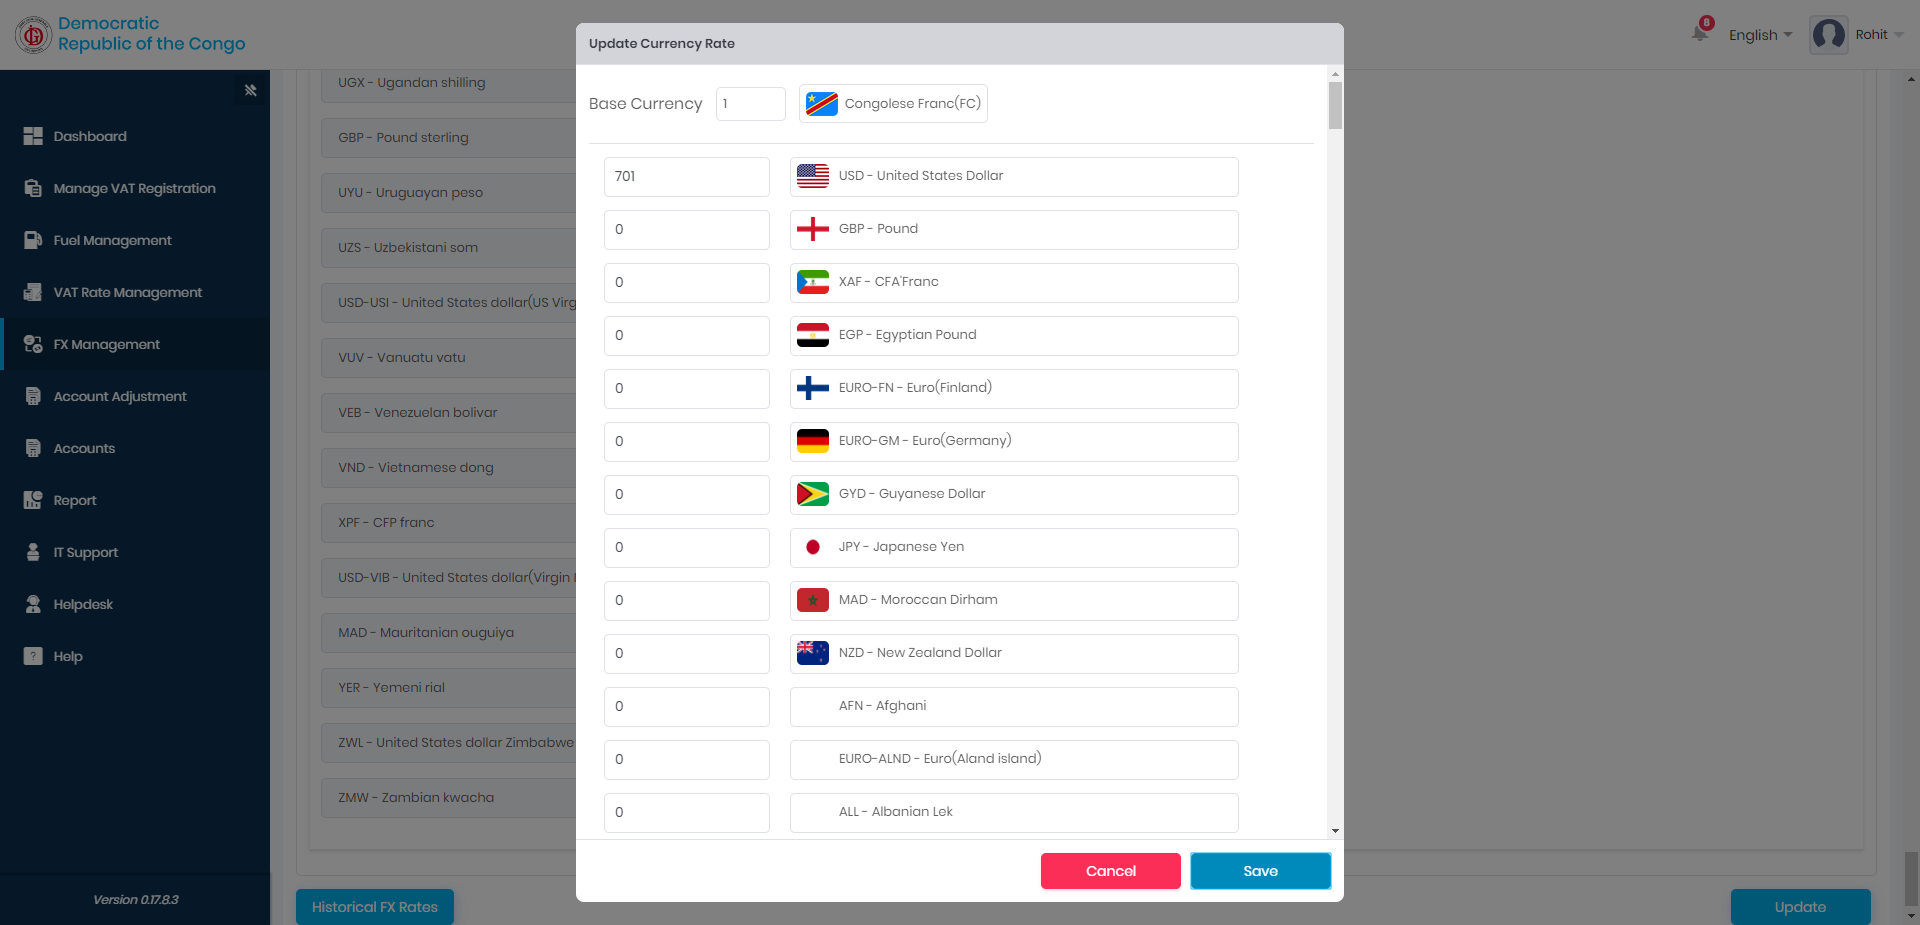 Democratic
Republic of the Congo
8
English
Rohit
Dashboard
Manage VAT Registration
Fuel Management
VAT Rate Management
FX Management
Account Adjustment
Accounts
Report
IT Support
Helpdesk
Help
Version 0.17.8.3
UGX - Ugandan shilling
GBP - Pound sterling
UYU - Uruguayan peso
UZS - Uzbekistani som
USD-USI - United States dollar(US Virg
VUV - Vanuatu vatu
VEB - Venezuelan bolivar
VND - Vietnamese dong
XPF - CFP franc
USD-VIB - United States dollar(Virgin I
MAD - Mauritanian ouguiya
YER - Yemeni rial
ZWL - United States dollar Zimbabwe
ZMW - Zambian kwacha
Historical FX Rates
Update
Update Currency Rate
Base Currency 1 Congolese Franc(FC)
701 USD - United States Dollar
0 GBP - Pound
0 XAF - CFA'Franc
0 EGP - Egyptian Pound
0 EURO-FN - Euro(Finland)
0 EURO-GM - Euro(Germany)
0 GYD - Guyanese Dollar
0 JPY - Japanese Yen
0 MAD - Moroccan Dirham
0 NZD - New Zealand Dollar
0 AFN - Afghani
0 EURO-ALND - Euro(Aland island)
0 ALL - Albanian Lek
Cancel
Save